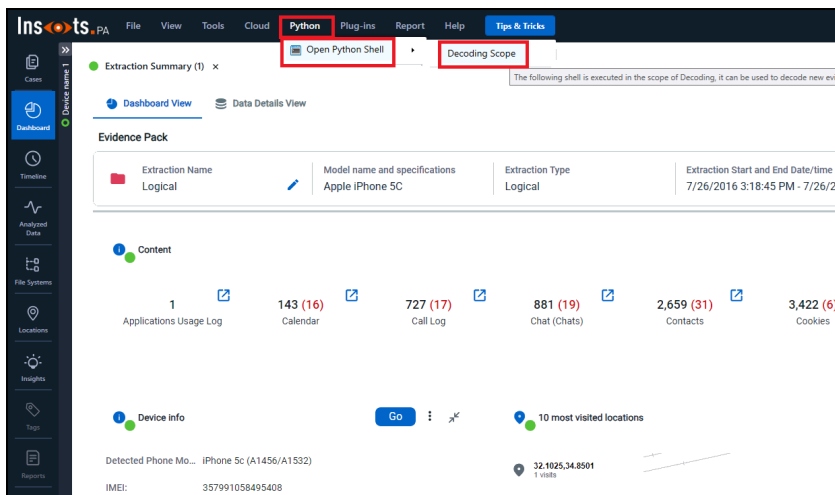 Ins ts.PA File View Tools Cloud Python Plug-ins Report Help Tips & Tricks
Open Python Shell
Decoding Scope
The following shell is executed in the scope of Decoding, it can be used to decode new evi
Cases
Dashboard
Timeline
Analyzed
Data
File Systems
Locations
Insights
Tags
Reports
Device name 1
Extraction Summary (1) ×
Dashboard View Data Details View
Evidence Pack
Extraction Name Model name and specifications Extraction Type Extraction Start and End Date/time
Logical Apple iPhone 5C Logical 7/26/2016 3:18:45 PM - 7/26/2
Content
1 143 (16) 727 (17) 881 (19) 2,659 (31) 3,422 (6)
Applications Usage Log Calendar Call Log Chat (Chats) Contacts Cookies
Device info Go 10 most visited locations
Detected Phone Mo... iPhone 5c (A1456/A1532) 32.1025,34.8501
1 visits
IMEI: 357991058495408